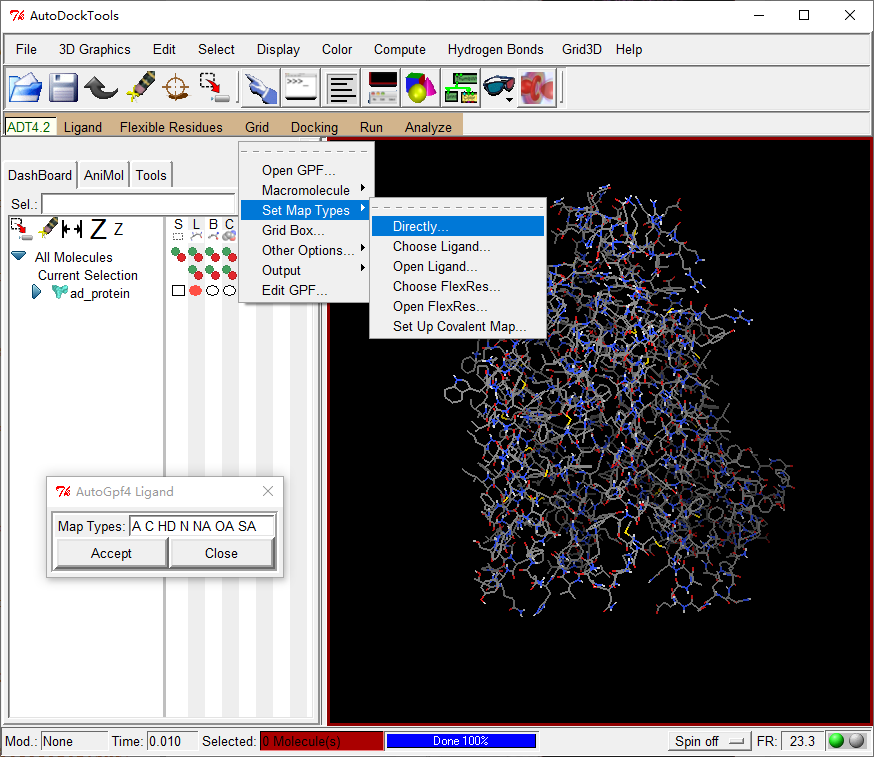 AutoDockTools
File 3D Graphics Edit Select Display Color Compute Hydrogen Bonds Grid3D Help
ADT4.2 Ligand Flexible Residues Grid Docking Run Analyze
DashBoard AniMol Tools
Sel.:
Z Z
S L B C
All Molecules
Current Selection
ad_protein
Open GPF...
Macromolecule
Set Map Types
Grid Box...
Other Options...
Output
Edit GPF...
Directly...
Choose Ligand...
Open Ligand...
Choose FlexRes...
Open FlexRes...
Set Up Covalent Map...
AutoGpf4 Ligand
Map Types: A C HD N NA OA SA
Accept Close
Mod.: None Time: 0.010 Selected: 0 Molecule(s) Done 100% Spin off FR: 23.3